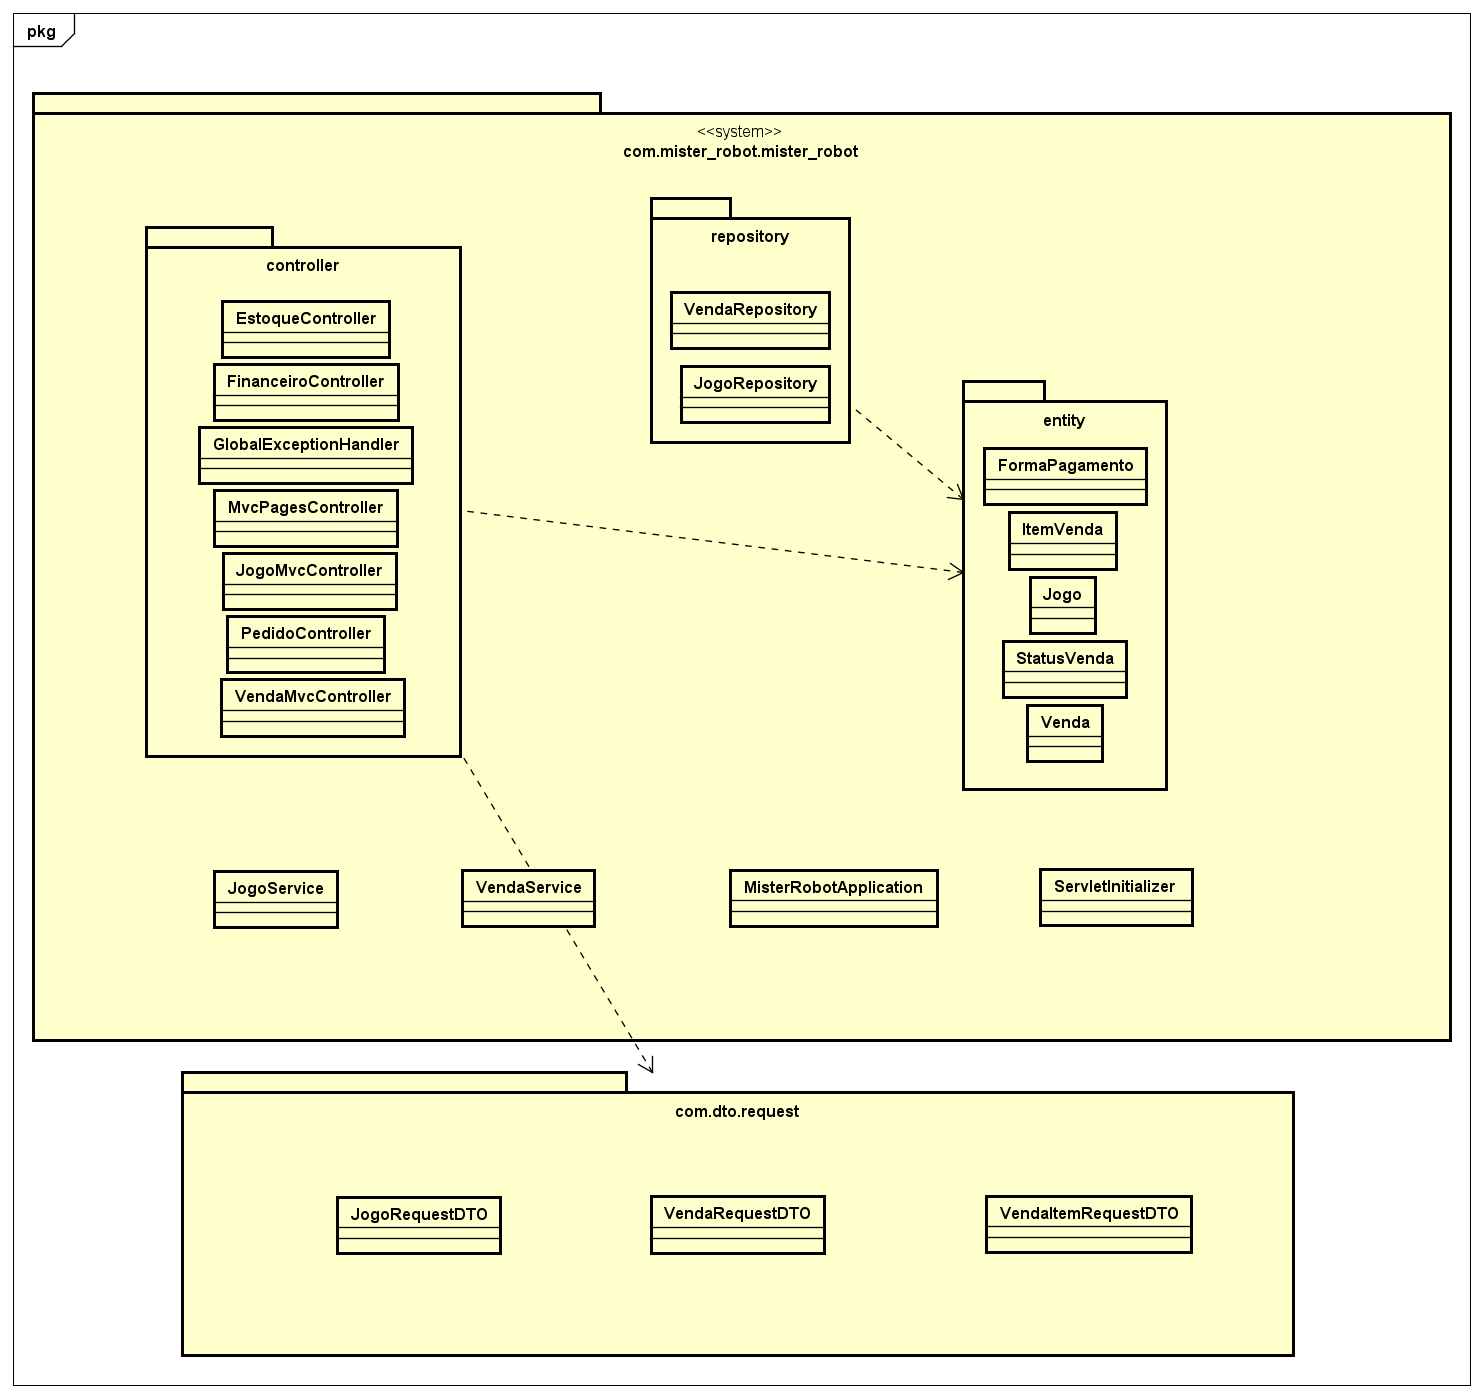 pkg
<<system>>
com.mister_robot.mister_robot
controller
EstoqueController
FinanceiroController
GlobalExceptionHandler
MvcPagesController
JogoMvcController
PedidoController
VendaMvcController
repository
VendaRepository
JogoRepository
entity
FormaPagamento
ItemVenda
Jogo
StatusVenda
Venda
JogoService
VendaService
MisterRobotApplication
ServletInitializer
com.dto.request
JogoRequestDTO
VendaRequestDTO
VendaItemRequestDTO